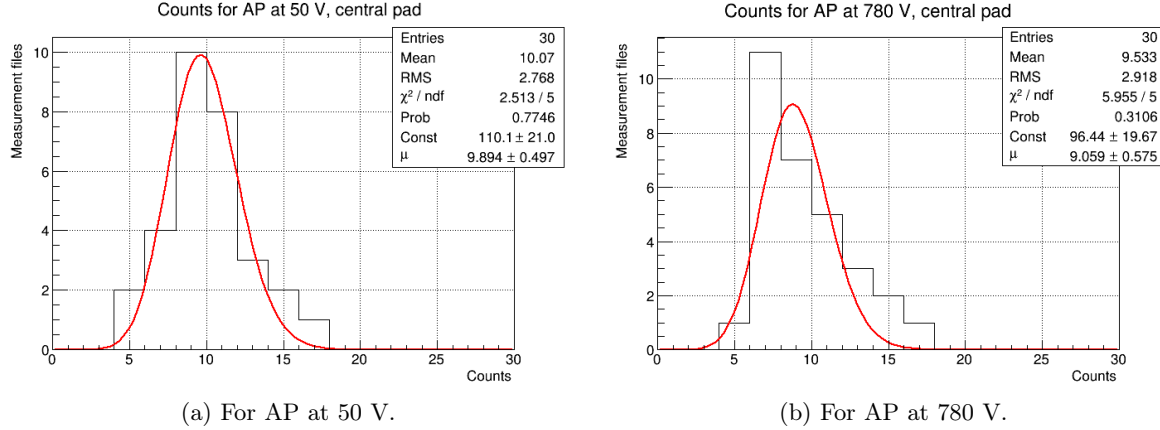 Counts for AP at 50 V, central pad
Entries 30
Mean 10.07
RMS 2.768
χ² / ndf 2.513 / 5
Prob 0.7746
Const 110.1 ± 21.0
μ 9.894 ± 0.497
Measurement files
10
8
6
4
2
0
0 5 10 15 20 25 30
Counts
(a) For AP at 50 V.
Counts for AP at 780 V, central pad
Entries 30
Mean 9.533
RMS 2.918
χ² / ndf 5.955 / 5
Prob 0.3106
Const 96.44 ± 19.67
μ 9.059 ± 0.575
Measurement files
10
8
6
4
2
0
0 5 10 15 20 25 30
Counts
(b) For AP at 780 V.